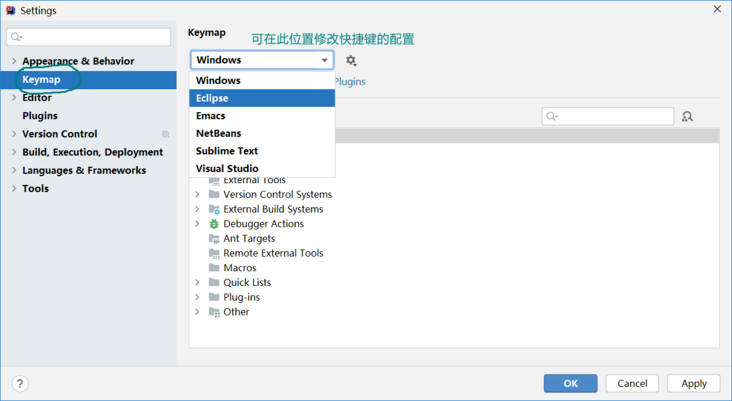 Settings
Appearance & Behavior
Keymap
Editor
Plugins
Version Control
Build, Execution, Deployment
Languages & Frameworks
Tools
Keymap
可在此位置修改快捷键的配置
Windows
Windows
Plugins
Eclipse
Emacs
NetBeans
Sublime Text
Visual Studio
External Tools
Version Control Systems
External Build Systems
Debugger Actions
Ant Targets
Remote External Tools
Macros
Quick Lists
Plug-ins
Other
?
OK
Cancel
Apply